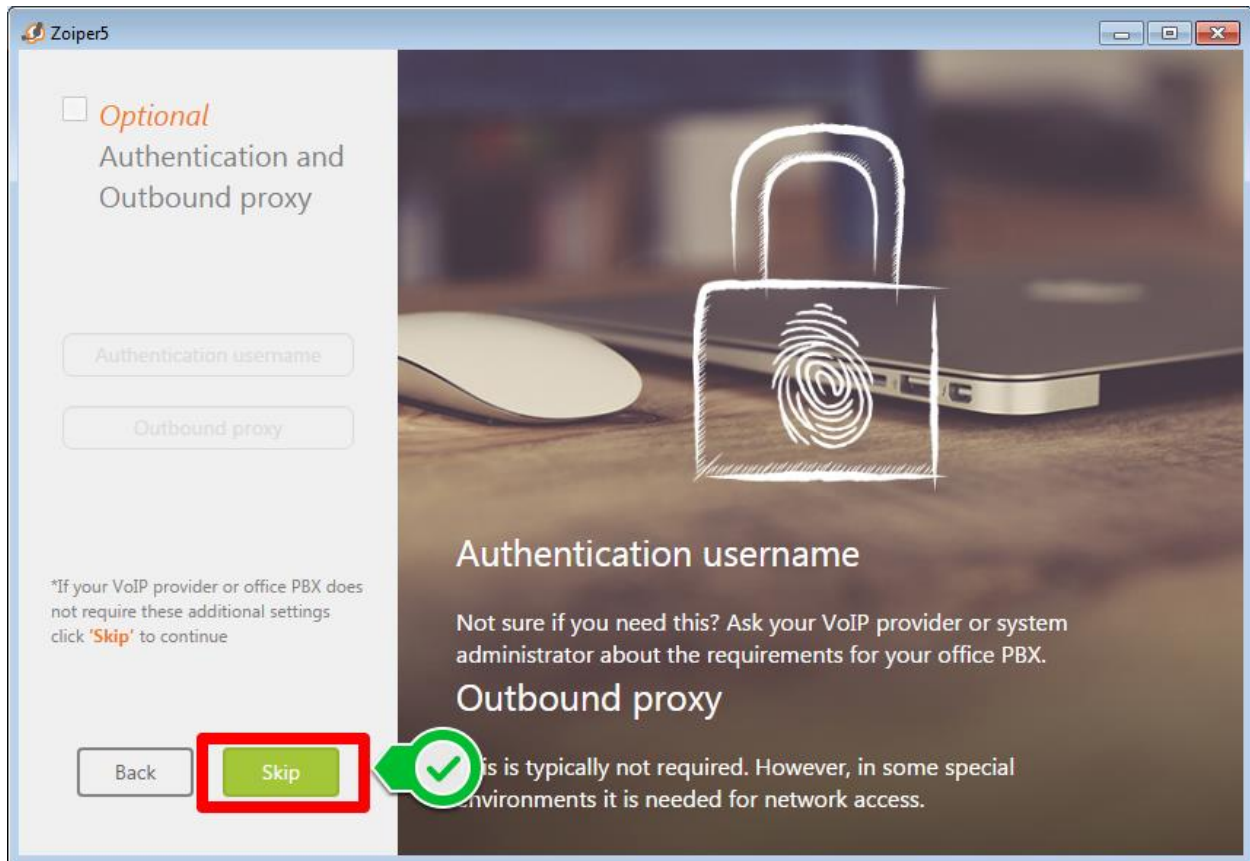 Zoiper5
Optional
Authentication and
Outbound proxy
Authentication username
Outbound proxy
*If your VoIP provider or office PBX does
not require these additional settings
click 'Skip' to continue
Back
Skip
Authentication username
Not sure if you need this? Ask your VoIP provider or system
administrator about the requirements for your office PBX.
Outbound proxy
is is typically not required. However, in some special
nvironments it is needed for network access.